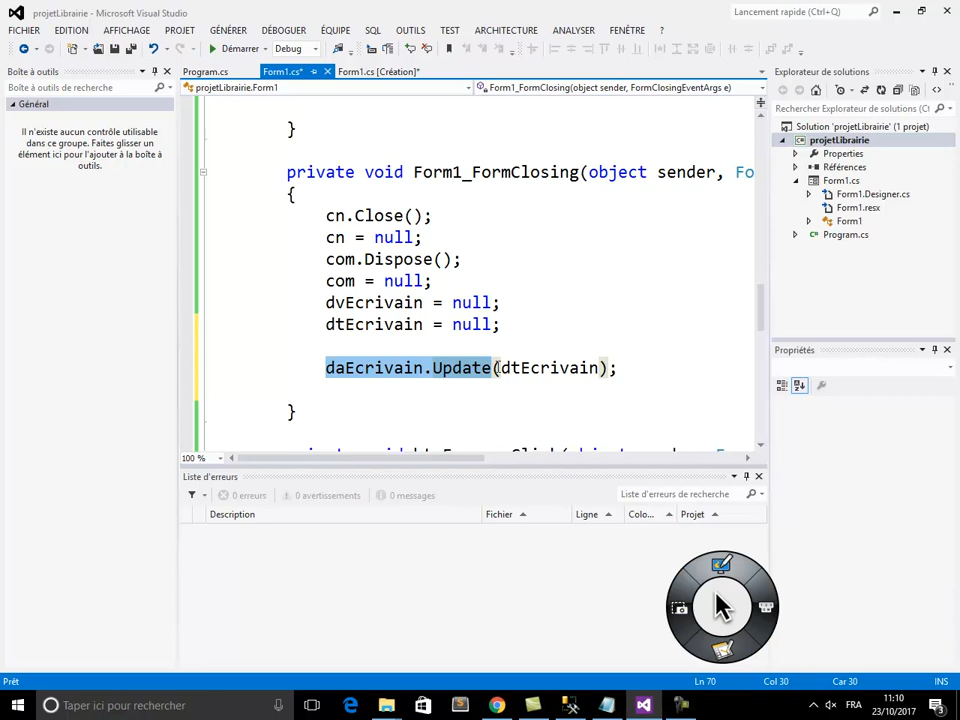 projetLibrairie - Microsoft Visual Studio
Lancement rapide (Ctrl+Q)
FICHIER EDITION AFFICHAGE PROJET GÉNÉRER DÉBOGUER ÉQUIPE SQL OUTILS TEST ARCHITECTURE ANALYSER FENÊTRE ?
Démarrer Debug
Boîte à outils
Program.cs Form1.cs* Form1.cs [Création]*
Explorateur de solutions
Boîte à outils de recherche
projetLibrairie.Form1
Form1_FormClosing(object sender, FormClosingEventArgs e)
Général
Il n'existe aucun contrôle utilisable
dans ce groupe. Faites glisser un
élément ici pour l'ajouter à la boîte à
outils.
Rechercher Explorateur de solutions (
Solution 'projetLibrairie' (1 projet)
projetLibrairie
Properties
Références
Form1.cs
Form1.Designer.cs
Form1.resx
Form1
Program.cs
}
private void Form1_FormClosing(object sender, Fo
{
cn.Close();
cn = null;
com.Dispose();
com = null;
dvEcrivain = null;
dtEcrivain = null;
daEcrivain.Update(dtEcrivain);
}
Propriétés
100 %
Liste d'erreurs
0 erreurs 0 avertissements 0 messages
Liste d'erreurs de recherche
Description Fichier Ligne Colo... Projet
Prêt Ln 70 Col 30 Car 30 INS
Taper ici pour rechercher
FRA
11:10
23/10/2017
3